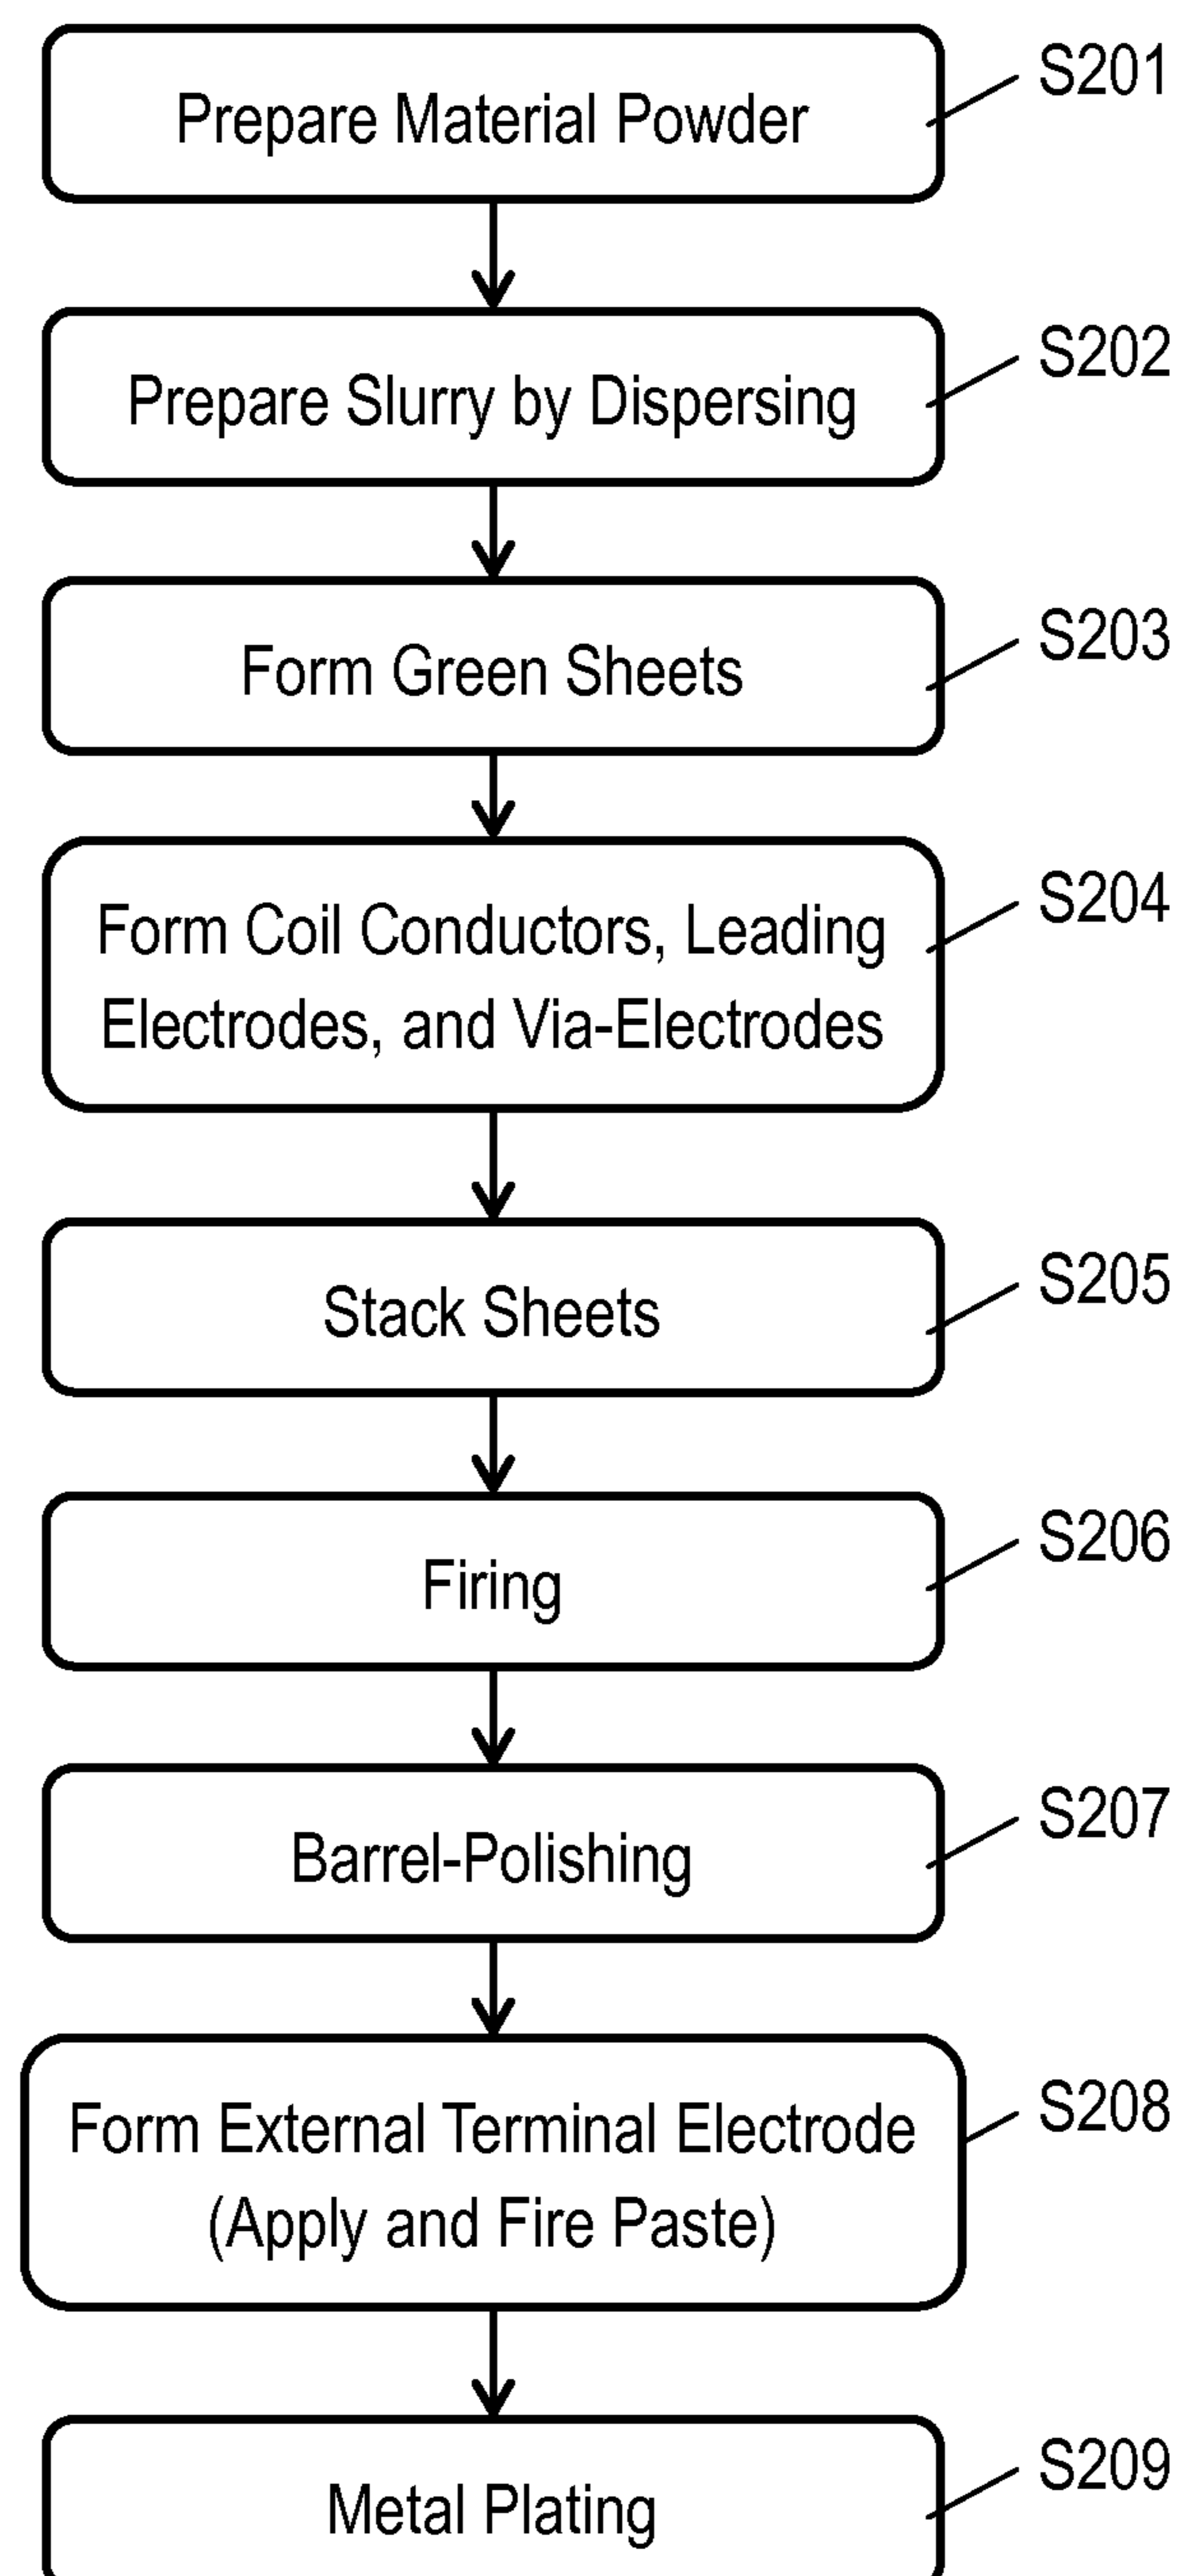 Prepare Material Powder
S201
Prepare Slurry by Dispersing
S202
Form Green Sheets
S203
Form Coil Conductors, Leading
Electrodes, and Via-Electrodes
S204
Stack Sheets
S205
Firing
S206
Barrel-Polishing
S207
Form External Terminal Electrode
(Apply and Fire Paste)
S208
Metal Plating
S209